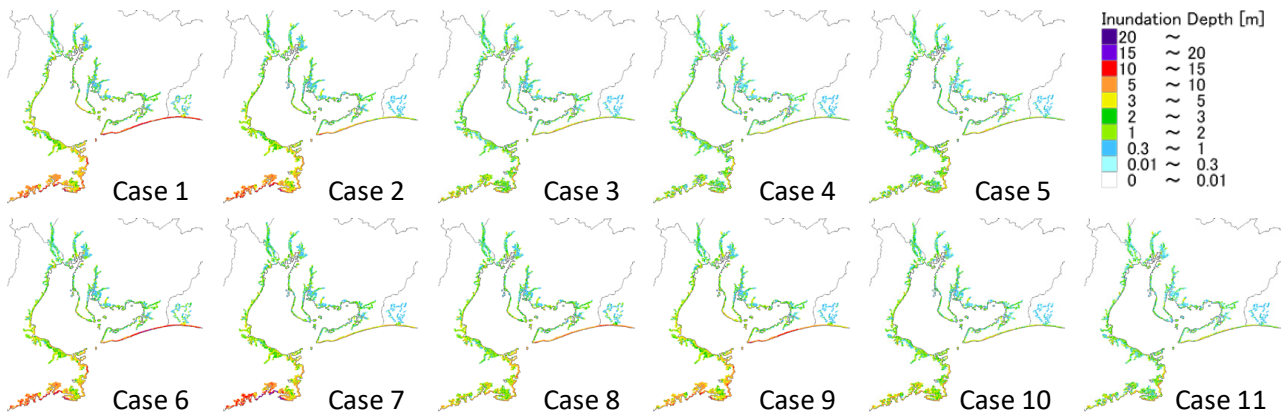 Case 1
Case 2
Case 3
Case 4
Case 5
Inundation Depth [m]
20 ～
15 ～ 20
10 ～ 15
5 ～ 10
3 ～ 5
2 ～ 3
1 ～ 2
0.3 ～ 1
0.01 ～ 0.3
0 ～ 0.01
Case 6
Case 7
Case 8
Case 9
Case 10
Case 11